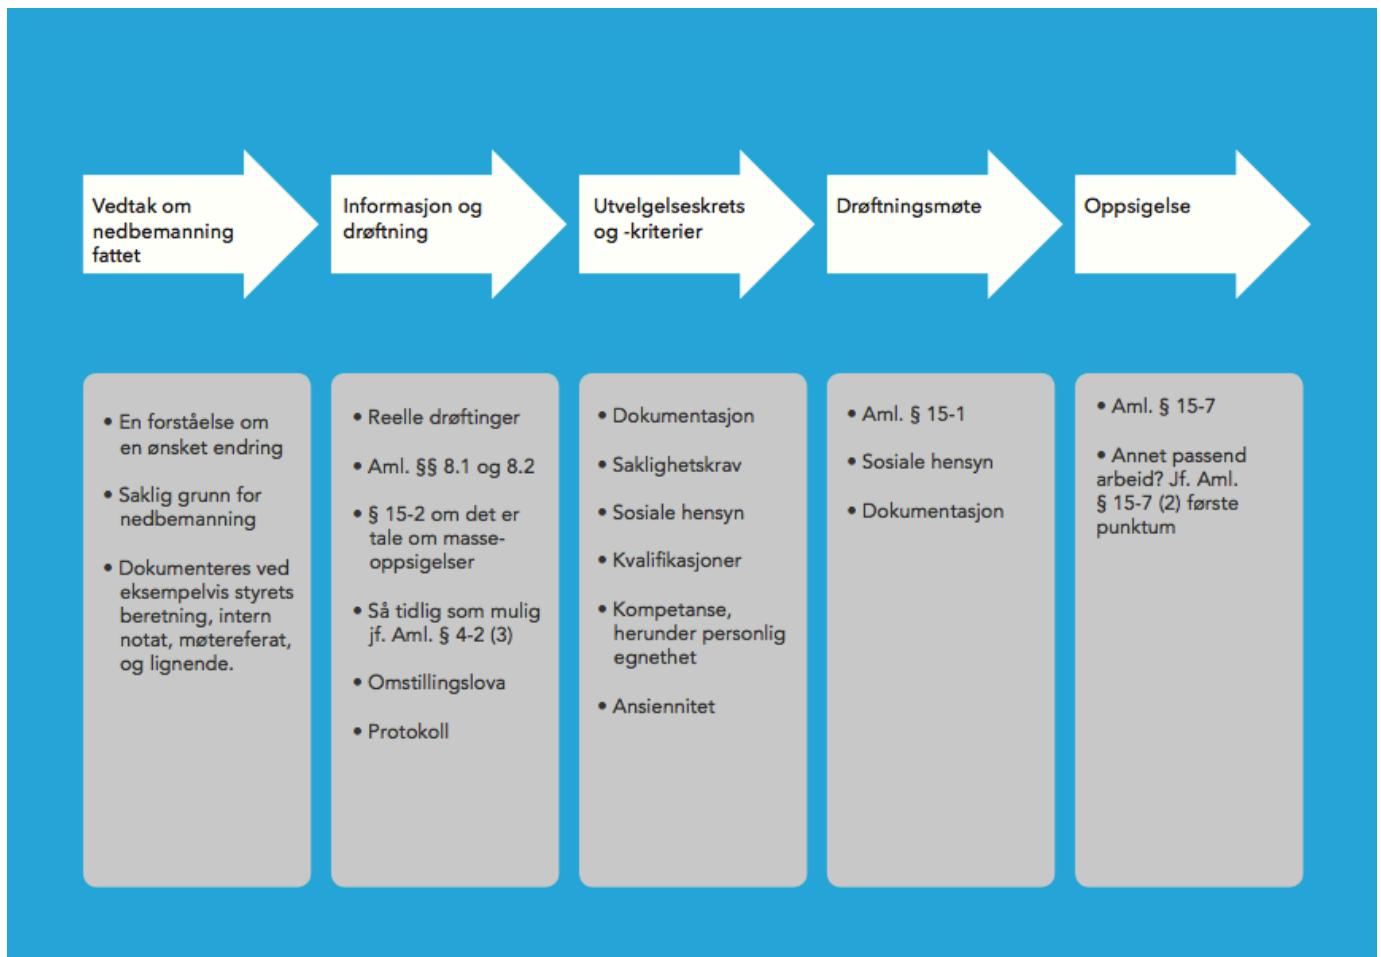 Vedtak om
nedbemanning
fattet
Informasjon og
drøftning
Utvelgelseskrets
og -kriterier
Drøftningsmøte
Oppsigelse
• En forståelse om
en ønsket endring
• Saklig grunn for
nedbemanning
• Dokumenteres ved
eksempelvis styrets
beretning, intern
notat, møtereferat,
og lignende.
• Reelle drøftinger
• Aml. §§ 8.1 og 8.2
• § 15-2 om det er
tale om masse-
oppsigelser
• Så tidlig som mulig
jf. Aml. § 4-2 (3)
• Omstillingslova
• Protokoll
• Dokumentasjon
• Saklighetskrav
• Sosiale hensyn
• Kvalifikasjoner
• Kompetanse,
herunder personlig
egnethet
• Ansiennitet
• Aml. § 15-1
• Sosiale hensyn
• Dokumentasjon
• Aml. § 15-7
• Annet passend
arbeid? Jf. Aml.
§ 15-7 (2) første
punktum